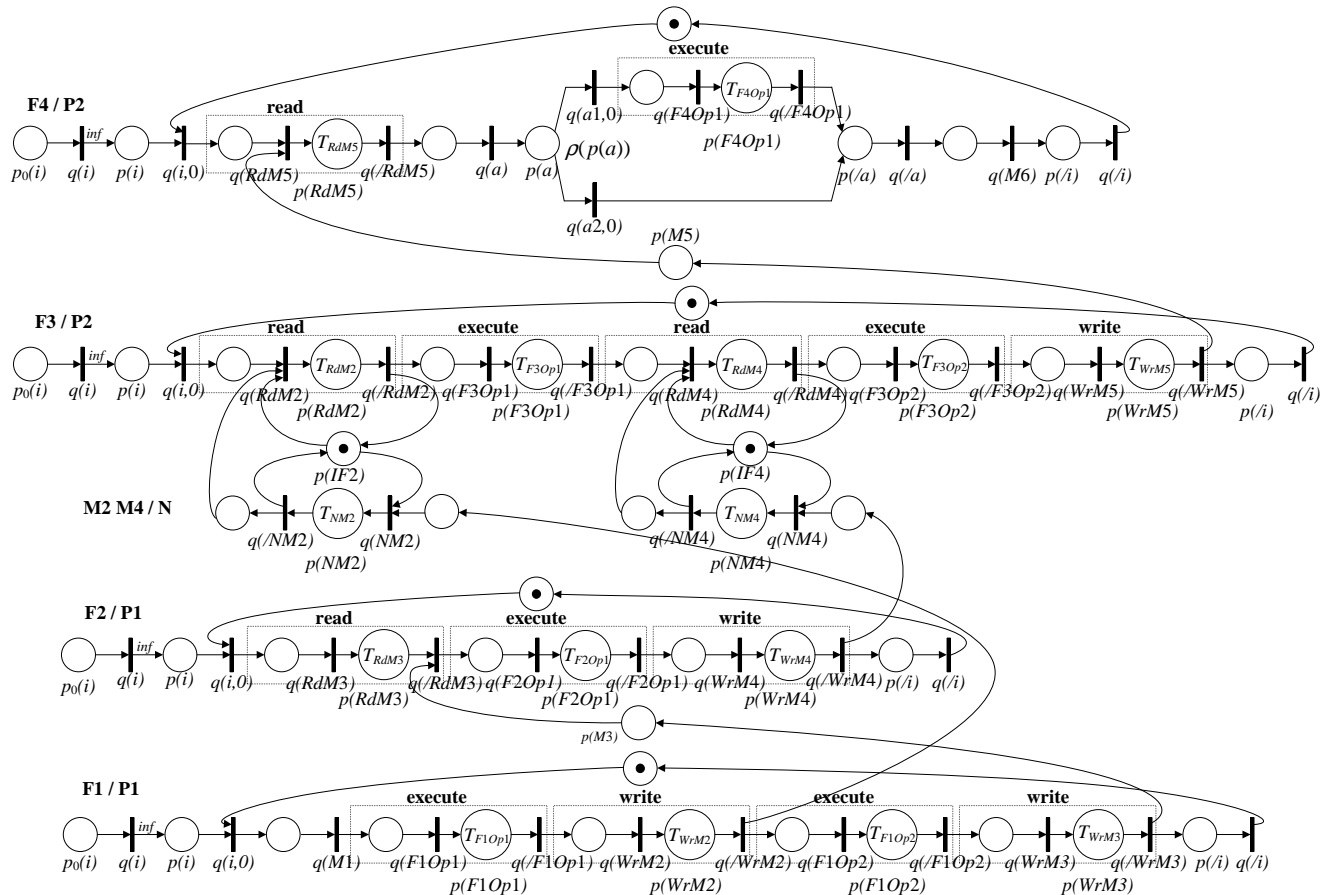 execute
F4 / P2
read
T_RdM5
T_F4Op1
inf
q(a1,0)
q(F4Op1)
q(/F4Op1)
p(F4Op1)
ρ(p(a))
p0(i)
q(i)
p(i)
q(i,0)
q(RdM5)
q(/RdM5)
p(RdM5)
q(a)
p(a)
p(/a)
q(/a)
q(M6)
p(/i)
q(/i)
q(a2,0)
p(M5)
F3 / P2
read
execute
read
execute
write
inf
T_RdM2
T_F3Op1
T_RdM4
T_F3Op2
T_WrM5
p0(i)
q(i)
p(i)
q(i,0)
q(RdM2)
q(/RdM2)
q(F3Op1)
q(/F3Op1)
q(RdM4)
q(/RdM4)
q(F3Op2)
q(/F3Op2)
q(WrM5)
q(/WrM5)
p(/i)
q(/i)
p(RdM2)
p(F3Op1)
p(RdM4)
p(F3Op2)
p(WrM5)
p(IF2)
p(IF4)
M2 M4 / N
T_NM2
T_NM4
q(/NM2)
q(NM2)
q(/NM4)
q(NM4)
p(NM2)
p(NM4)
F2 / P1
read
execute
write
inf
T_RdM3
T_F2Op1
T_WrM4
p0(i)
q(i)
p(i)
q(i,0)
q(RdM3)
q(/RdM3)
q(F2Op1)
q(/F2Op1)
q(WrM4)
q(/WrM4)
p(/i)
q(/i)
p(RdM3)
p(F2Op1)
p(WrM4)
p(M3)
F1 / P1
execute
write
execute
write
inf
T_F1Op1
T_WrM2
T_F1Op2
T_WrM3
p0(i)
q(i)
p(i)
q(i,0)
q(M1)
q(F1Op1)
q(/F1Op1)
q(WrM2)
q(/WrM2)
q(F1Op2)
q(/F1Op2)
q(WrM3)
q(/WrM3)
p(/i)
q(/i)
p(F1Op1)
p(WrM2)
p(F1Op2)
p(WrM3)